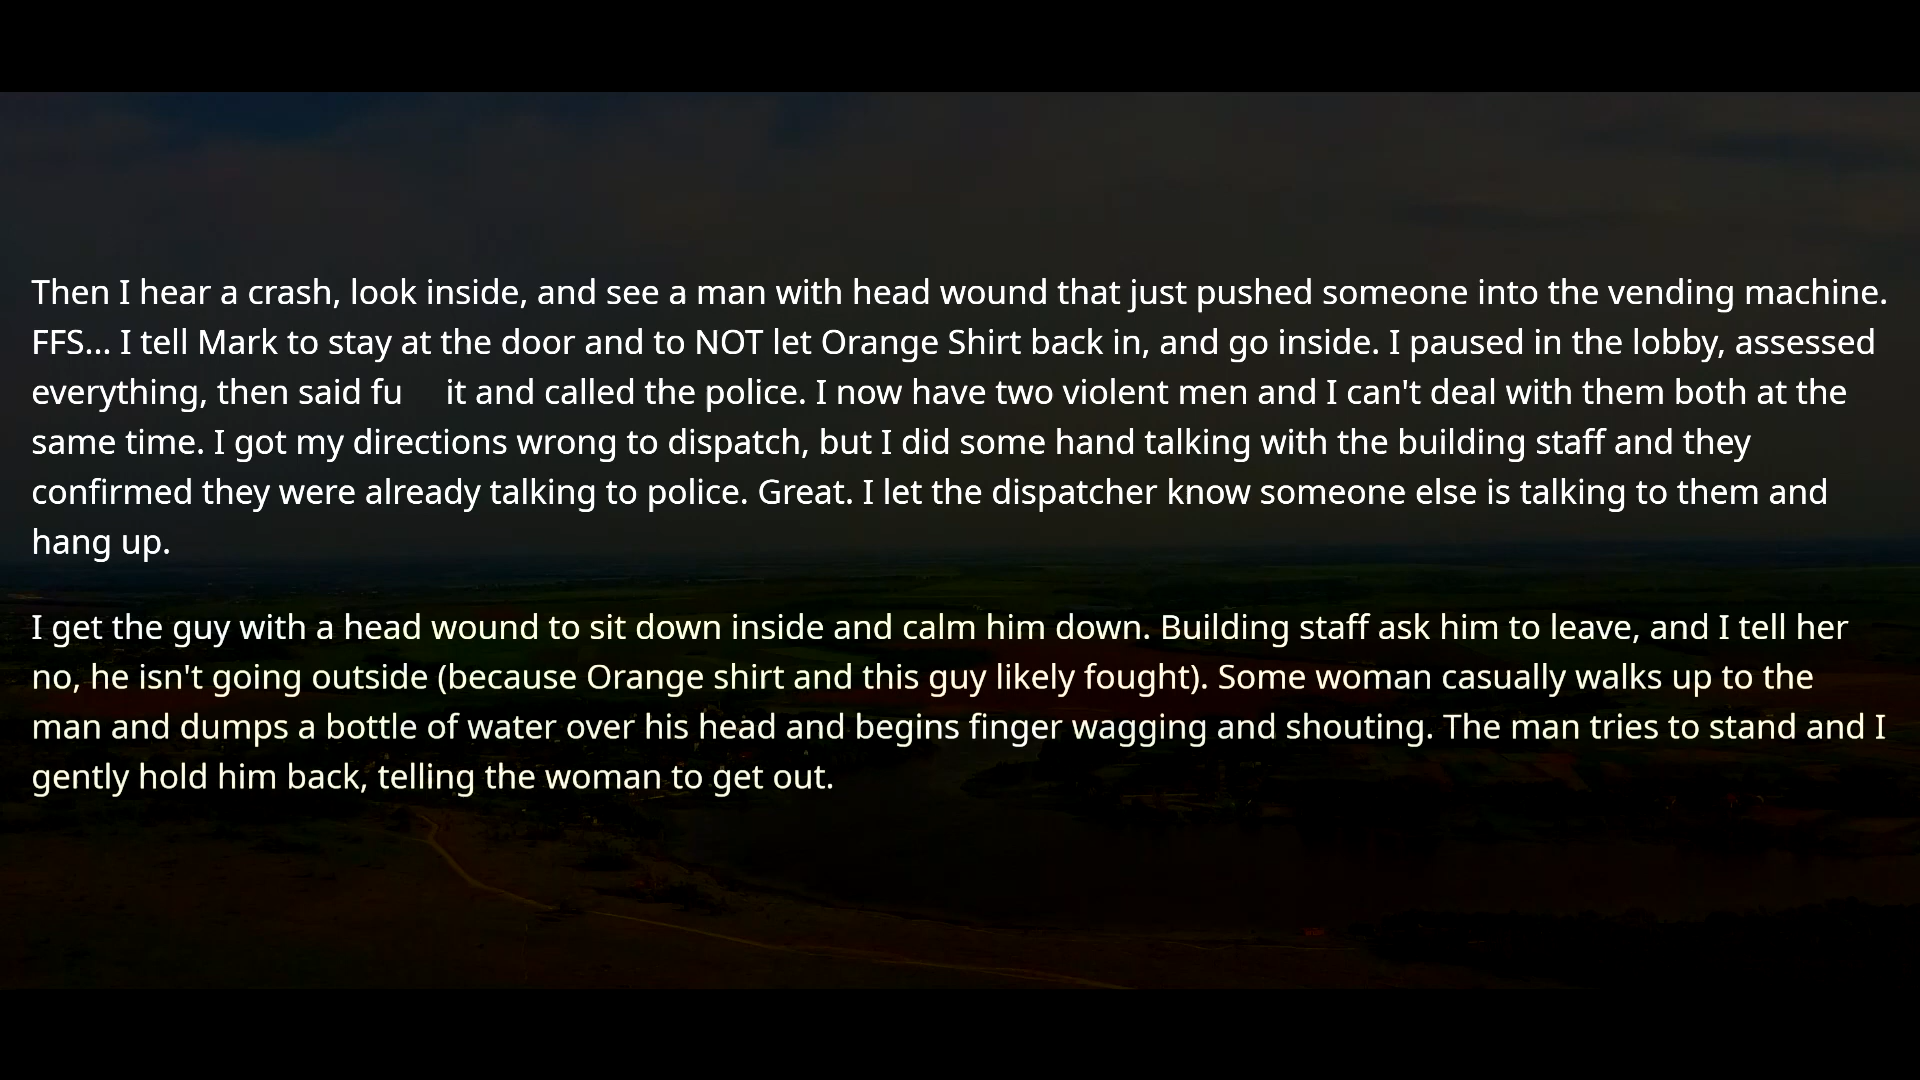 Then I hear a crash, look inside, and see a man with head wound that just pushed someone into the vending machine.
FFS... I tell Mark to stay at the door and to NOT let Orange Shirt back in, and go inside. I paused in the lobby, assessed
everything, then said fu it and called the police. I now have two violent men and I can't deal with them both at the
same time. I got my directions wrong to dispatch, but I did some hand talking with the building staff and they
confirmed they were already talking to police. Great. I let the dispatcher know someone else is talking to them and
hang up.
I get the guy with a head wound to sit down inside and calm him down. Building staff ask him to leave, and I tell her
no, he isn't going outside (because Orange shirt and this guy likely fought). Some woman casually walks up to the
man and dumps a bottle of water over his head and begins finger wagging and shouting. The man tries to stand and I
gently hold him back, telling the woman to get out.